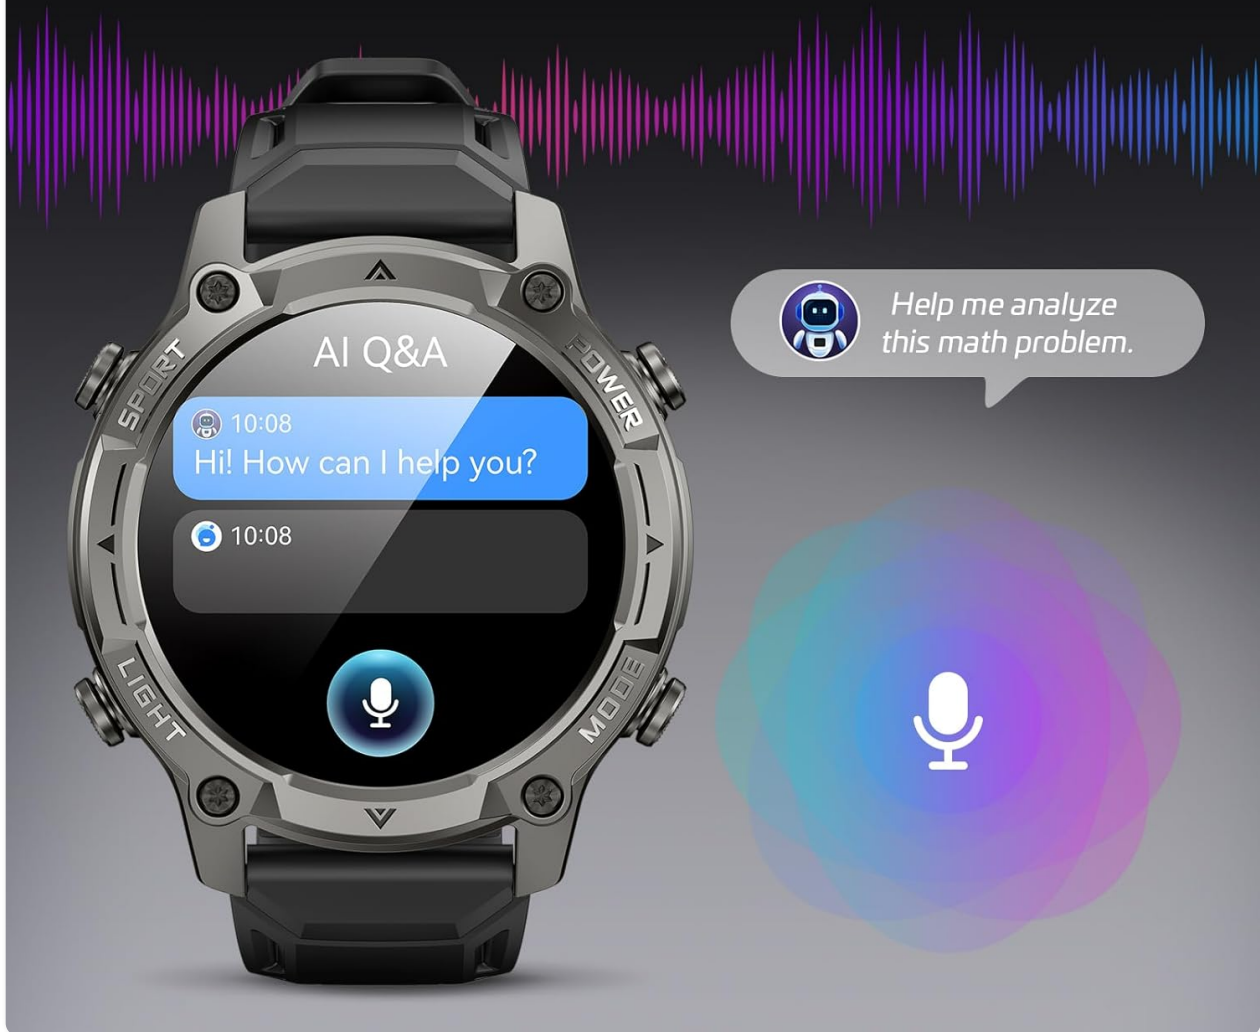 AI Q&A
10:08
Hi! How can I help you?
10:08
SPORT
POWER
LIGHT
MODE
Help me analyze
this math problem.